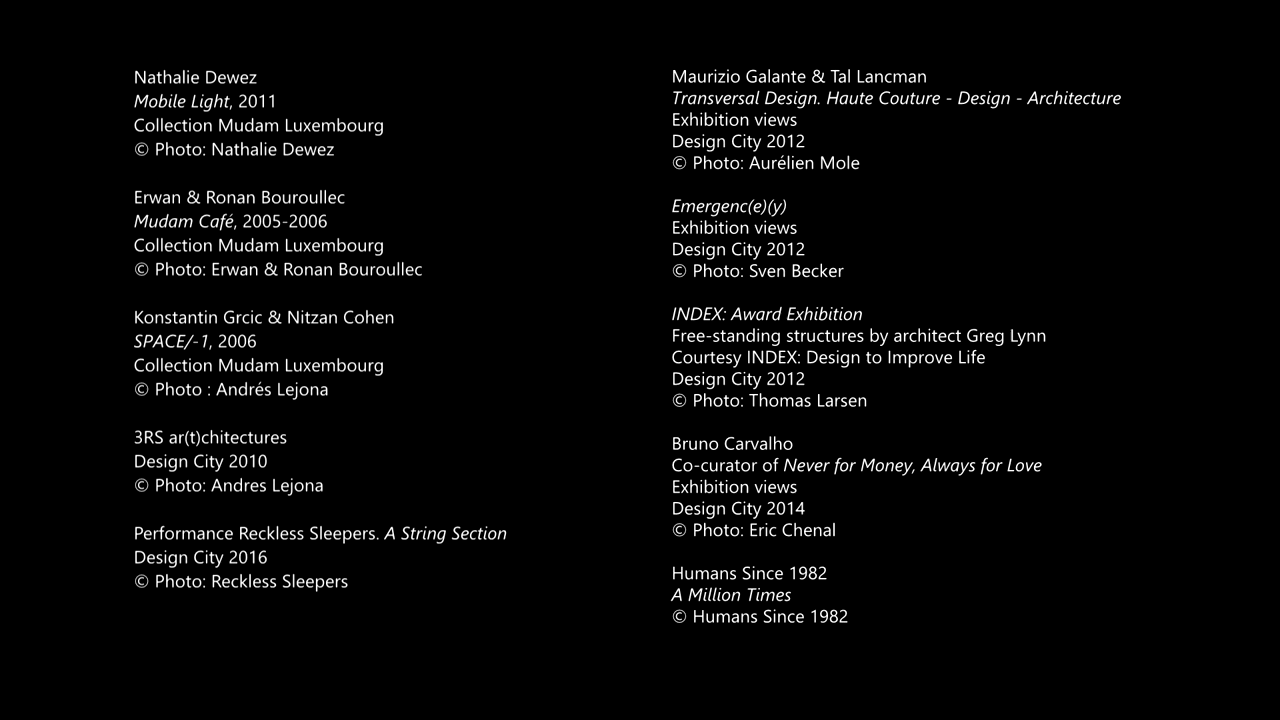 Nathalie Dewez
Mobile Light, 2011
Collection Mudam Luxembourg
© Photo: Nathalie Dewez
Erwan & Ronan Bouroullec
Mudam Café, 2005-2006
Collection Mudam Luxembourg
© Photo: Erwan & Ronan Bouroullec
Konstantin Grcic & Nitzan Cohen
SPACE/-1, 2006
Collection Mudam Luxembourg
© Photo : Andrés Lejona
3RS ar(t)chitectures
Design City 2010
© Photo: Andres Lejona
Performance Reckless Sleepers. A String Section
Design City 2016
© Photo: Reckless Sleepers
Maurizio Galante & Tal Lancman
Transversal Design. Haute Couture - Design - Architecture
Exhibition views
Design City 2012
© Photo: Aurélien Mole
Emergenc(e)(y)
Exhibition views
Design City 2012
© Photo: Sven Becker
INDEX: Award Exhibition
Free-standing structures by architect Greg Lynn
Courtesy INDEX: Design to Improve Life
Design City 2012
© Photo: Thomas Larsen
Bruno Carvalho
Co-curator of Never for Money, Always for Love
Exhibition views
Design City 2014
© Photo: Eric Chenal
Humans Since 1982
A Million Times
© Humans Since 1982